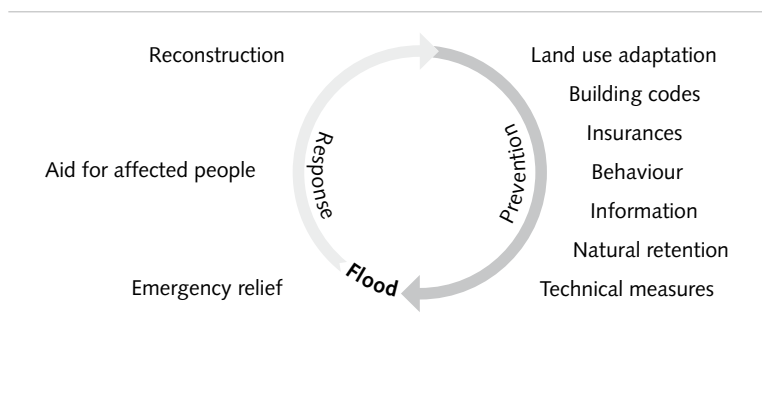 Reconstruction
Aid for affected people
Emergency relief
Response
Flood
Prevention
Land use adaptation
Building codes
Insurances
Behaviour
Information
Natural retention
Technical measures